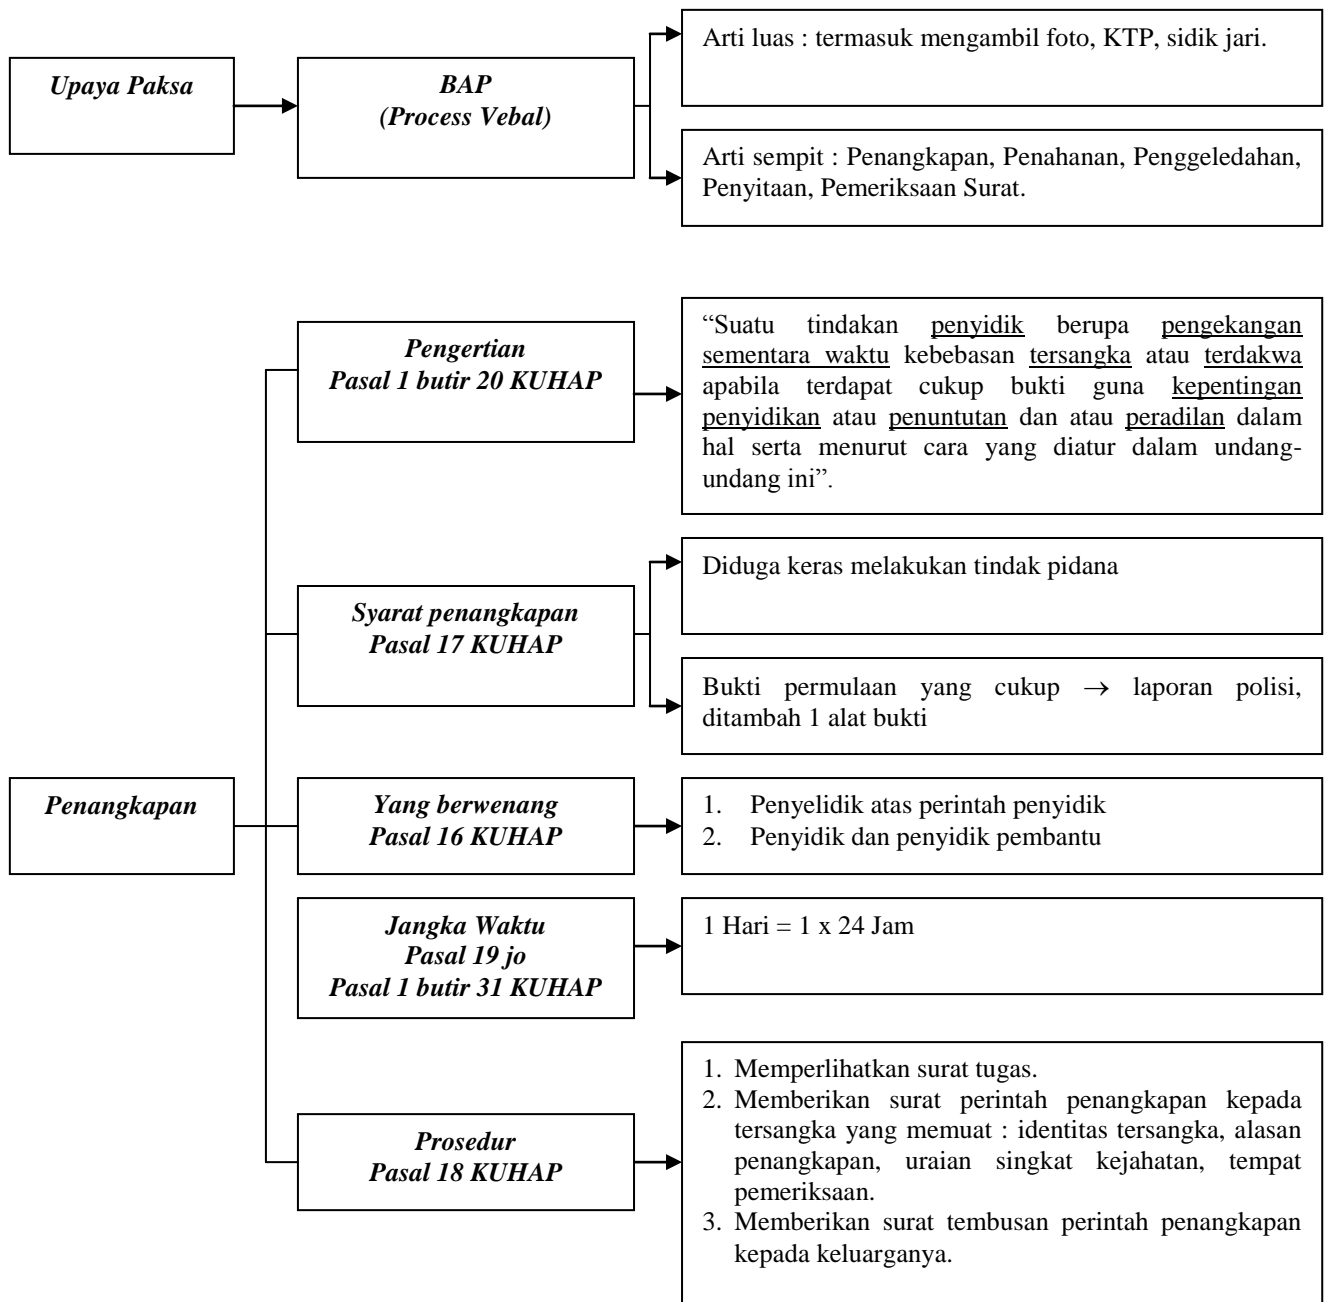 Upaya Paksa
BAP
(Process Vebal)
Arti luas : termasuk mengambil foto, KTP, sidik jari.
Arti sempit : Penangkapan, Penahanan, Penggeledahan,
Penyitaan, Pemeriksaan Surat.
Penangkapan
Pengertian
Pasal 1 butir 20 KUHAP
“Suatu tindakan penyidik berupa pengekangan
sementara waktu kebebasan tersangka atau terdakwa
apabila terdapat cukup bukti guna kepentingan
penyidikan atau penuntutan dan atau peradilan dalam
hal serta menurut cara yang diatur dalam undang-
undang ini”.
Syarat penangkapan
Pasal 17 KUHAP
Diduga keras melakukan tindak pidana
Bukti permulaan yang cukup → laporan polisi,
ditambah 1 alat bukti
Yang berwenang
Pasal 16 KUHAP
1. Penyelidik atas perintah penyidik
2. Penyidik dan penyidik pembantu
Jangka Waktu
Pasal 19 jo
Pasal 1 butir 31 KUHAP
1 Hari = 1 x 24 Jam
Prosedur
Pasal 18 KUHAP
1. Memperlihatkan surat tugas.
2. Memberikan surat perintah penangkapan kepada
tersangka yang memuat : identitas tersangka, alasan
penangkapan, uraian singkat kejahatan, tempat
pemeriksaan.
3. Memberikan surat tembusan perintah penangkapan
kepada keluarganya.